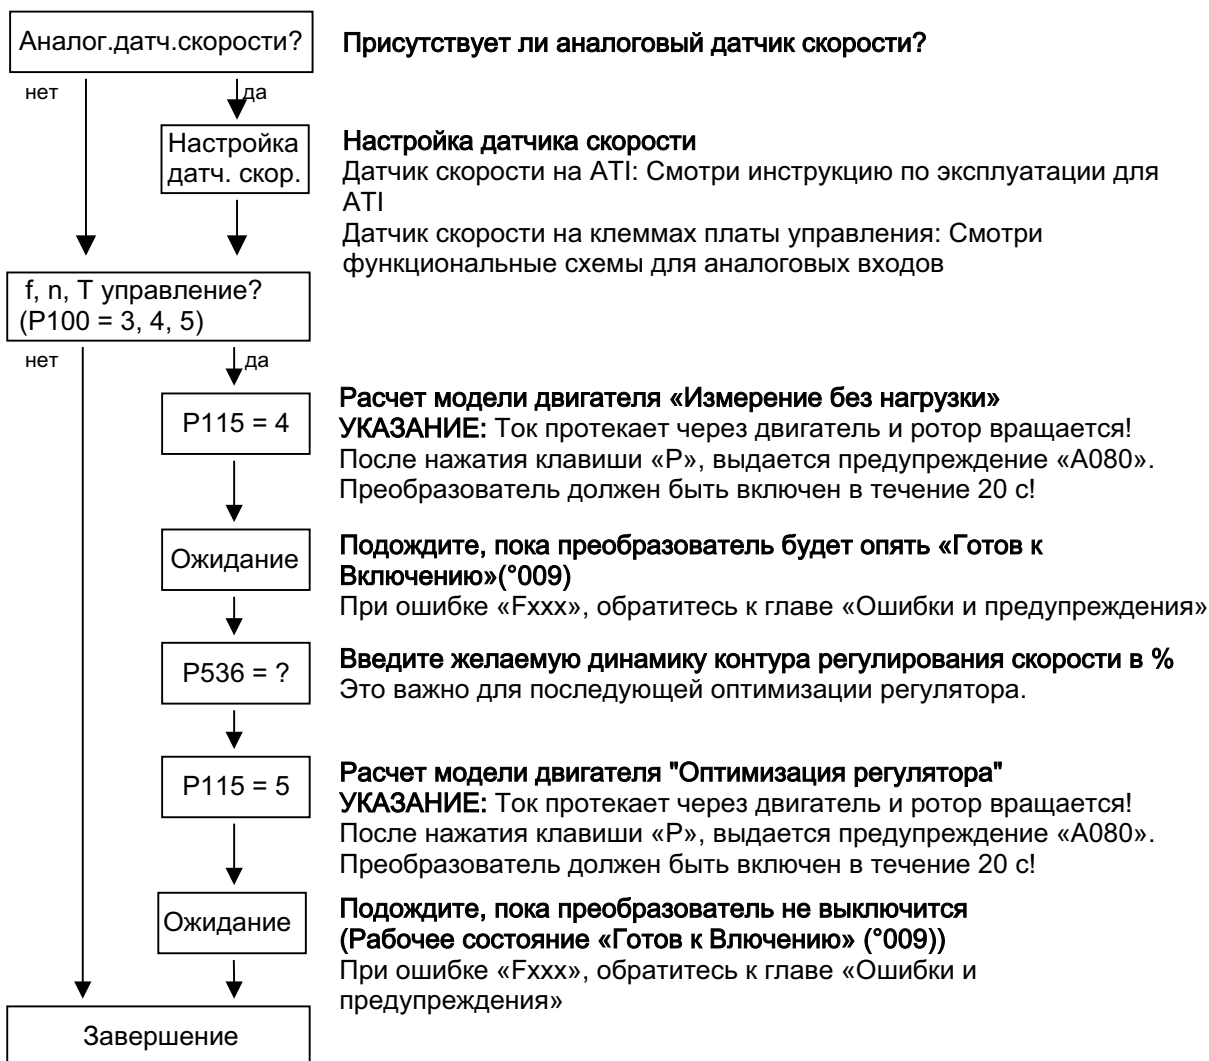 Аналог.датч.скорости?
Присутствует ли аналоговый датчик скорости?
нет
да
Настройка
датч. скор.
Настройка датчика скорости
Датчик скорости на ATI: Смотри инструкцию по эксплуатации для
ATI
Датчик скорости на клеммах платы управления: Смотри
функциональные схемы для аналоговых входов
f, n, T управление?
(P100 = 3, 4, 5)
нет
да
P115 = 4
Расчет модели двигателя «Измерение без нагрузки»
УКАЗАНИЕ: Ток протекает через двигатель и ротор вращается!
После нажатия клавиши «P», выдается предупреждение «A080».
Преобразователь должен быть включен в течение 20 с!
Ожидание
Подождите, пока преобразователь будет опять «Готов к
Включению»(°009)
При ошибке «Fxxx», обратитесь к главе «Ошибки и предупреждения»
P536 = ?
Введите желаемую динамику контура регулирования скорости в %
Это важно для последующей оптимизации регулятора.
P115 = 5
Расчет модели двигателя "Оптимизация регулятора"
УКАЗАНИЕ: Ток протекает через двигатель и ротор вращается!
После нажатия клавиши «P», выдается предупреждение «A080».
Преобразователь должен быть включен в течение 20 с!
Ожидание
Подождите, пока преобразователь не выключится
(Рабочее состояние «Готов к Влючению» (°009))
При ошибке «Fxxx», обратитесь к главе «Ошибки и
предупреждения»
Завершение